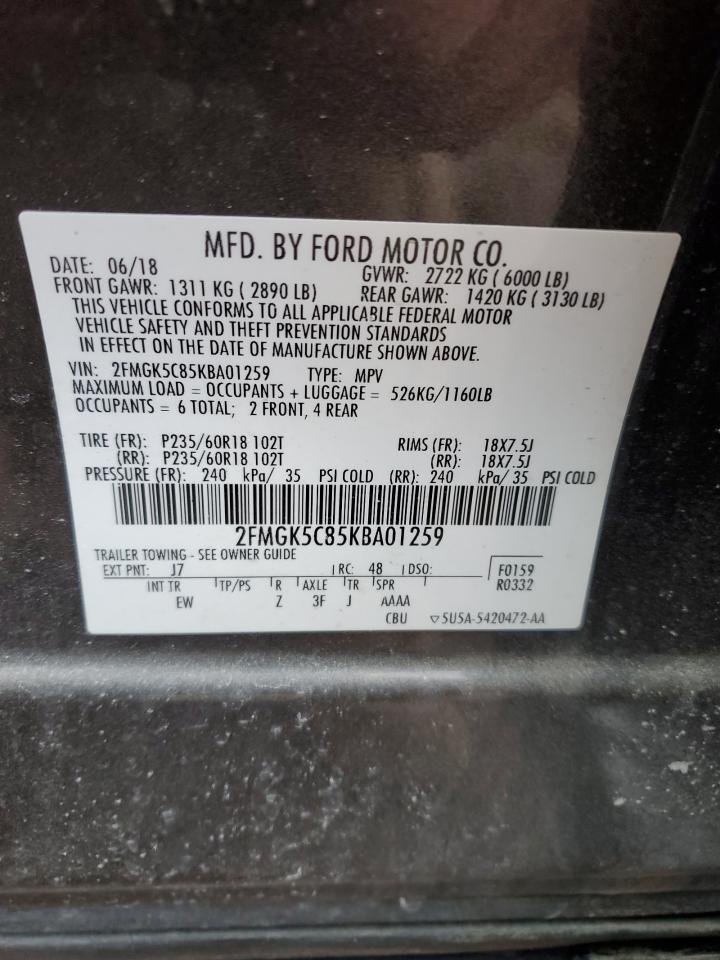 MFD. BY FORD MOTOR CO.
DATE: 06/18 GVWR: 2722 KG ( 6000 LB)
FRONT GAWR: 1311 KG ( 2890 LB) REAR GAWR: 1420 KG ( 3130 LB)
THIS VEHICLE CONFORMS TO ALL APPLICABLE FEDERAL MOTOR
VEHICLE SAFETY AND THEFT PREVENTION STANDARDS
IN EFFECT ON THE DATE OF MANUFACTURE SHOWN ABOVE.
VIN: 2FMGK5C85KBA01259 TYPE: MPV
MAXIMUM LOAD = OCCUPANTS + LUGGAGE = 526KG/1160LB
OCCUPANTS = 6 TOTAL; 2 FRONT, 4 REAR
TIRE (FR): P235/60R18 102T RIMS (FR): 18X7.5J
(RR): P235/60R18 102T (RR): 18X7.5J
PRESSURE (FR): 240 kPa/ 35 PSI COLD (RR): 240 kPa/ 35 PSI COLD
2FMGK5C85KBA01259
TRAILER TOWING - SEE OWNER GUIDE
EXT PNT: J7 RC: 48 DSO: F0159
INT TR TP/PS R AXLE TR SPR R0332
EW Z 3F J AAAA
CBU ▽5U5A-5420472-AA